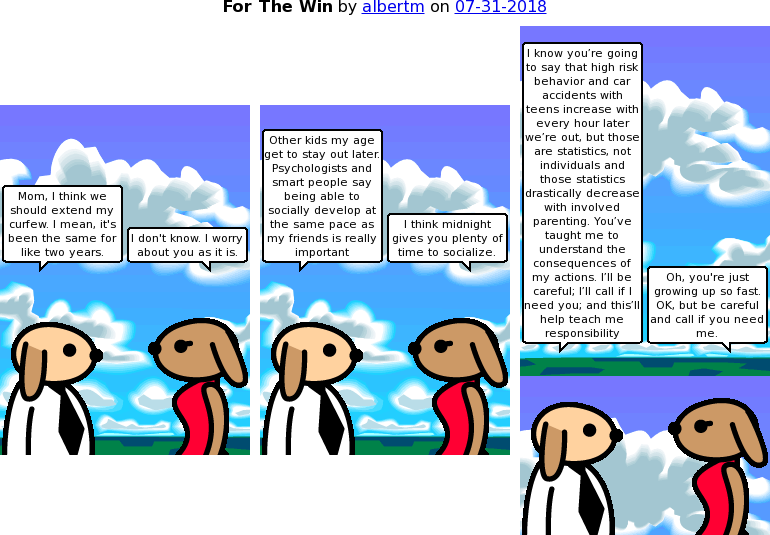 For The Win by albertm on 07-31-2018
Mom, I think we
should extend my
curfew. I mean, it's
been the same for
like two years.
I don't know. I worry
about you as it is.
Other kids my age
get to stay out later.
Psychologists and
smart people say
being able to
socially develop at
the same pace as
my friends is really
important
I think midnight
gives you plenty of
time to socialize.
I know you’re going
to say that high risk
behavior and car
accidents with
teens increase with
every hour later
we’re out, but those
are statistics, not
individuals and
those statistics
drastically decrease
with involved
parenting. You’ve
taught me to
understand the
consequences of
my actions. I’ll be
careful; I’ll call if I
need you; and this’ll
help teach me
responsibility
Oh, you're just
growing up so fast.
OK, but be careful
and call if you need
me.